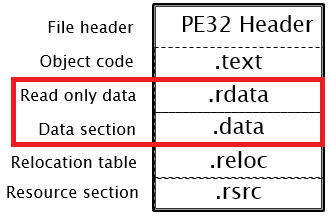 File header PE32 Header
Object code .text
Read only data .rdata
Data section .data
Relocation table .reloc
Resource section .rsrc